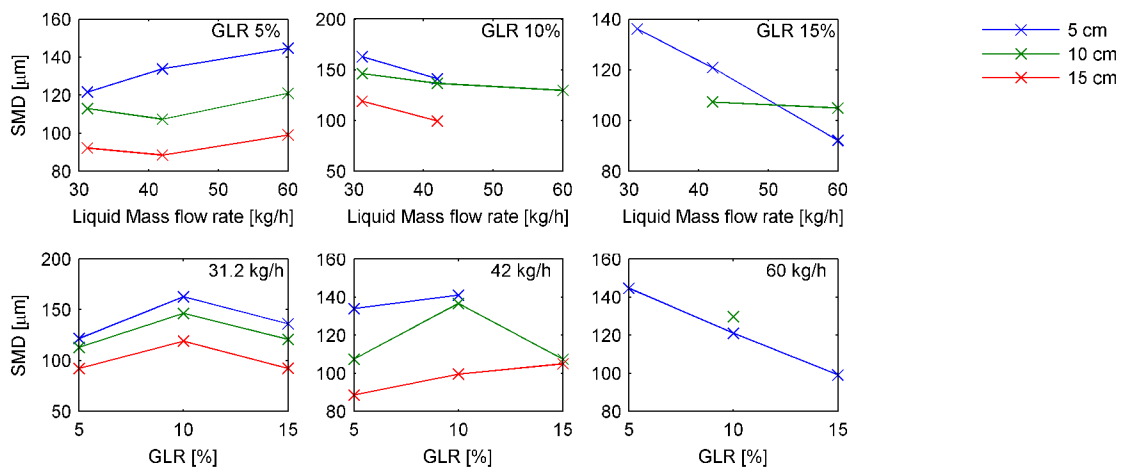 GLR 5%
GLR 10%
GLR 15%
5 cm
10 cm
15 cm
SMD [µm]
160
140
120
100
80
30 40 50 60
Liquid Mass flow rate [kg/h]
200
150
100
50
30 40 50 60
Liquid Mass flow rate [kg/h]
140
120
100
80
30 40 50 60
Liquid Mass flow rate [kg/h]
31.2 kg/h
42 kg/h
60 kg/h
SMD [µm]
200
150
100
50
5 10 15
GLR [%]
160
140
120
100
80
5 10 15
GLR [%]
160
140
120
100
80
5 10 15
GLR [%]